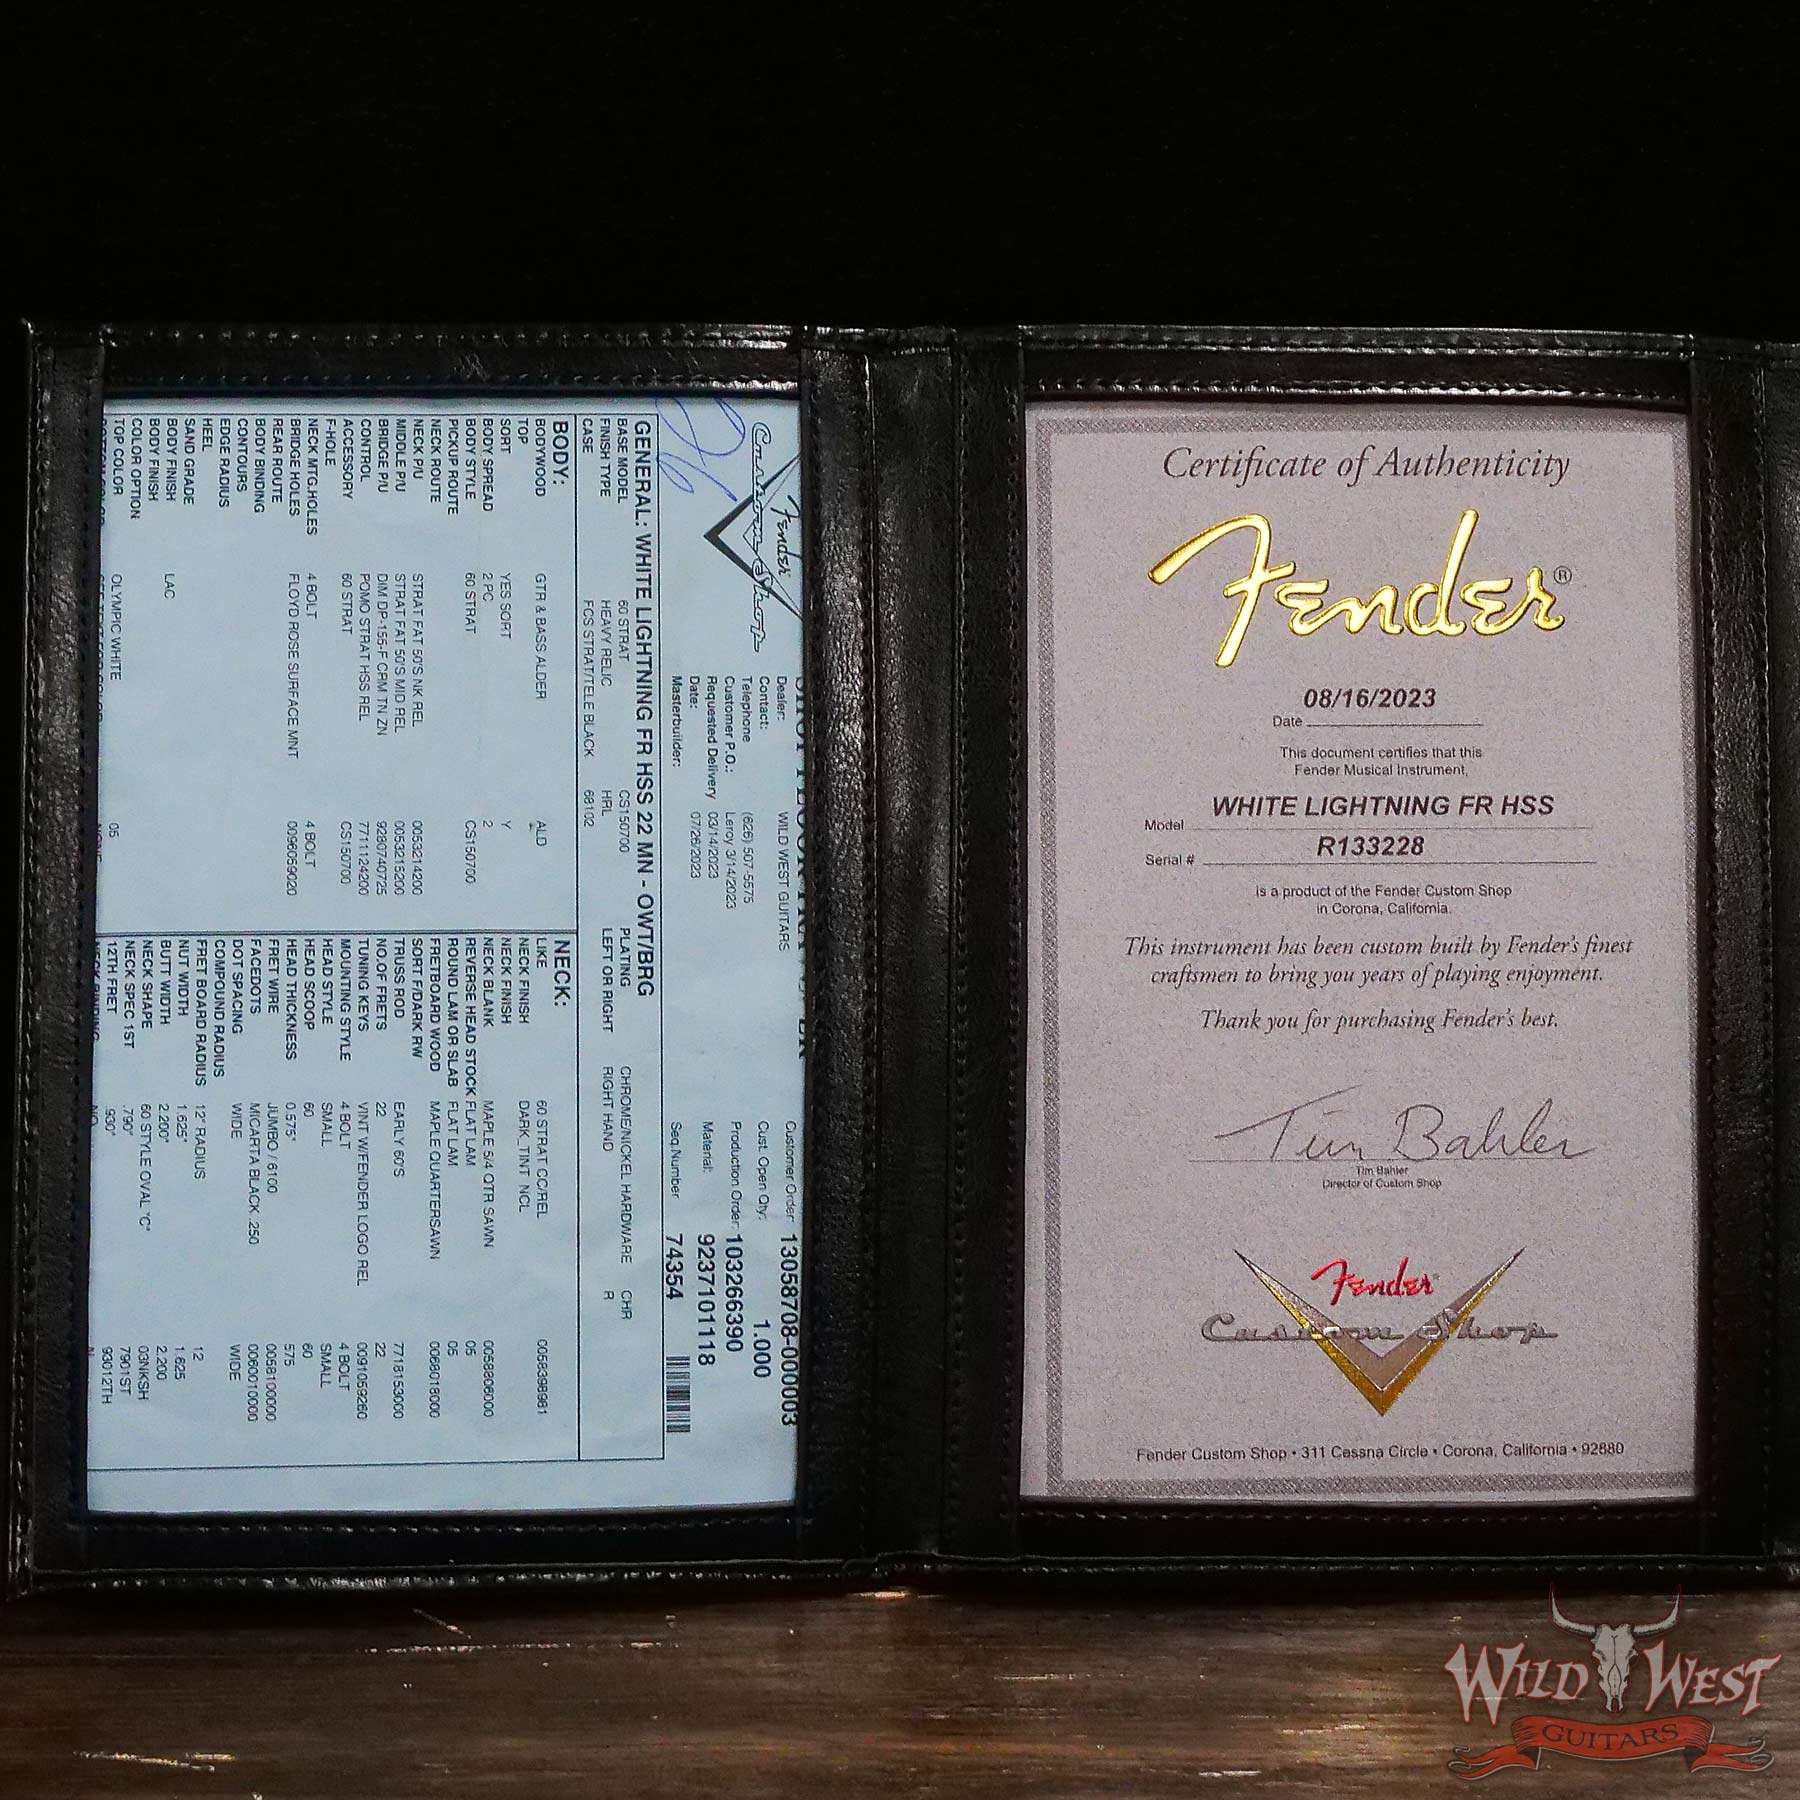 Fender
Custom Shop
Dealer: WILD WEST GUITARS
Contact:
Telephone (626) 507-5575
Customer P.O.: Leroy 3/14/2023
Requested Delivery 03/14/2023
Date: 07/26/2023
Masterbuilder:
Customer Order: 13058708-000003
Cust. Open Qty: 1.000
Production Order: 103266390
Material: 9237101118
Seq.Number 74354
GENERAL: WHITE LIGHTNING FR HSS 22 MN - OWT/BRG
BASE MODEL 60 STRAT CS150700 PLATING CHROME/NICKEL HARDWARE CHR
FINISH TYPE HEAVY RELIC HRL LEFT OR RIGHT RIGHT HAND R
CASE FCS STRAT/TELE BLACK 68102
BODY:
BODYWOOD GTR & BASS ALDER ALD
TOP
SORT YES SORT Y
BODY SPREAD 2 PC 2
BODY STYLE 60 STRAT CS150700
PICKUP ROUTE
NECK ROUTE
NECK P/U STRAT FAT 50'S NK REL 0053214200
MIDDLE P/U STRAT FAT 50'S MID REL 0053215200
BRIDGE P/U DIM DP-155-F CRM TN ZN 9280740725
CONTROL POMO STRAT HSS REL 7711124200
ACCESSORY 60 STRAT CS150700
F-HOLE
NECK MTG.HOLES 4 BOLT 4 BOLT
BRIDGE HOLES FLOYD ROSE SURFACE MNT 0096059020
REAR ROUTE
BODY BINDING
CONTOURS
EDGE RADIUS
HEEL
SAND GRADE
BODY FINISH LAC
BODY FINISH
COLOR OPTION
TOP COLOR OLYMPIC WHITE 05
NECK:
LIKE 60 STRAT CC/REL 0058398981
NECK FINISH DARK_TINT NCL
NECK FINISH
NECK BLANK MAPLE 5/4 QTR SAWN 0058806000
REVERSE HEAD STOCK FLAT LAM 05
ROUND LAM OR SLAB FLAT LAM 05
FRETBOARD WOOD MAPLE QUARTERSAWN 0068018000
SORT F/DARK RW
TRUSS ROD EARLY 60'S 7718153000
NO.OF FRETS 22 22
TUNING KEYS VINT W/FENDER LOGO REL 0091059260
MOUNTING STYLE 4 BOLT 4 BOLT
HEAD STYLE SMALL SMALL
HEAD SCOOP 60 60
HEAD THICKNESS 0.575" 575
FRET WIRE JUMBO / 6100 0058100000
FACEDOTS MICARTA BLACK .250 0060010000
DOT SPACING WIDE WIDE
COMPOUND RADIUS
FRET BOARD RADIUS 12" RADIUS 12
NUT WIDTH 1.625" 1.625
BUTT WIDTH 2.200" 2.200
NECK SHAPE 60 STYLE OVAL "C" 03NKSH
NECK SPEC 1ST .790" 7901ST
12TH FRET .930" 93012TH
Certificate of Authenticity
Fender®
08/16/2023
Date
This document certifies that this
Fender Musical Instrument,
WHITE LIGHTNING FR HSS
Model
R133228
Serial #
is a product of the Fender Custom Shop
in Corona, California.
This instrument has been custom built by Fender's finest
craftsmen to bring you years of playing enjoyment.
Thank you for purchasing Fender's best.
Tim Bahler
Tim Bahler
Director of Custom Shop
Fender
Custom Shop
Fender Custom Shop • 311 Cessna Circle • Corona, California • 92880
WILD WEST
GUITARS